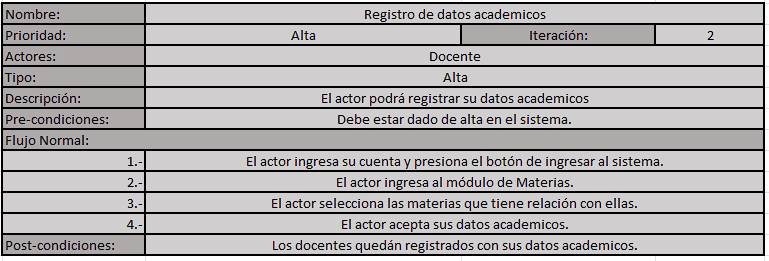 Nombre: Registro de datos academicos
Prioridad: Alta Iteración: 2
Actores: Docente
Tipo: Alta
Descripción: El actor podrá registrar su datos academicos
Pre-condiciones: Debe estar dado de alta en el sistema.
Flujo Normal:
1.- El actor ingresa su cuenta y presiona el botón de ingresar al sistema.
2.- El actor ingresa al módulo de Materias.
3.- El actor selecciona las materias que tiene relación con ellas.
4.- El actor acepta sus datos academicos.
Post-condiciones: Los docentes quedán registrados con sus datos academicos.